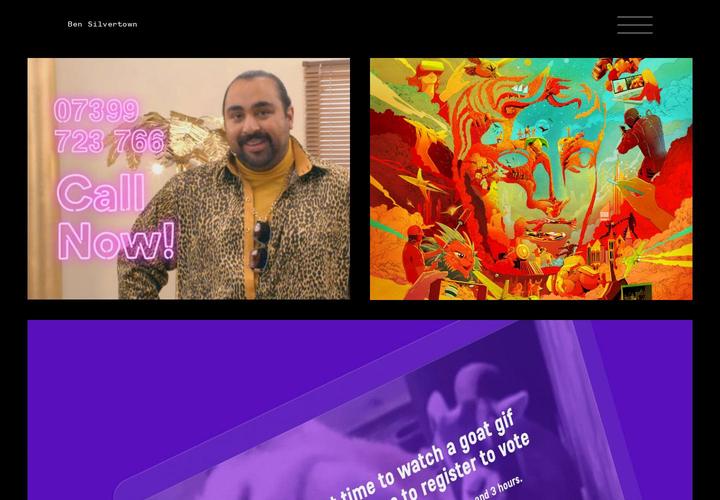 Ben Silvertown
07399
723 766
Call
Now!
time to watch a goat gif
to register to vote
and 3 hours.